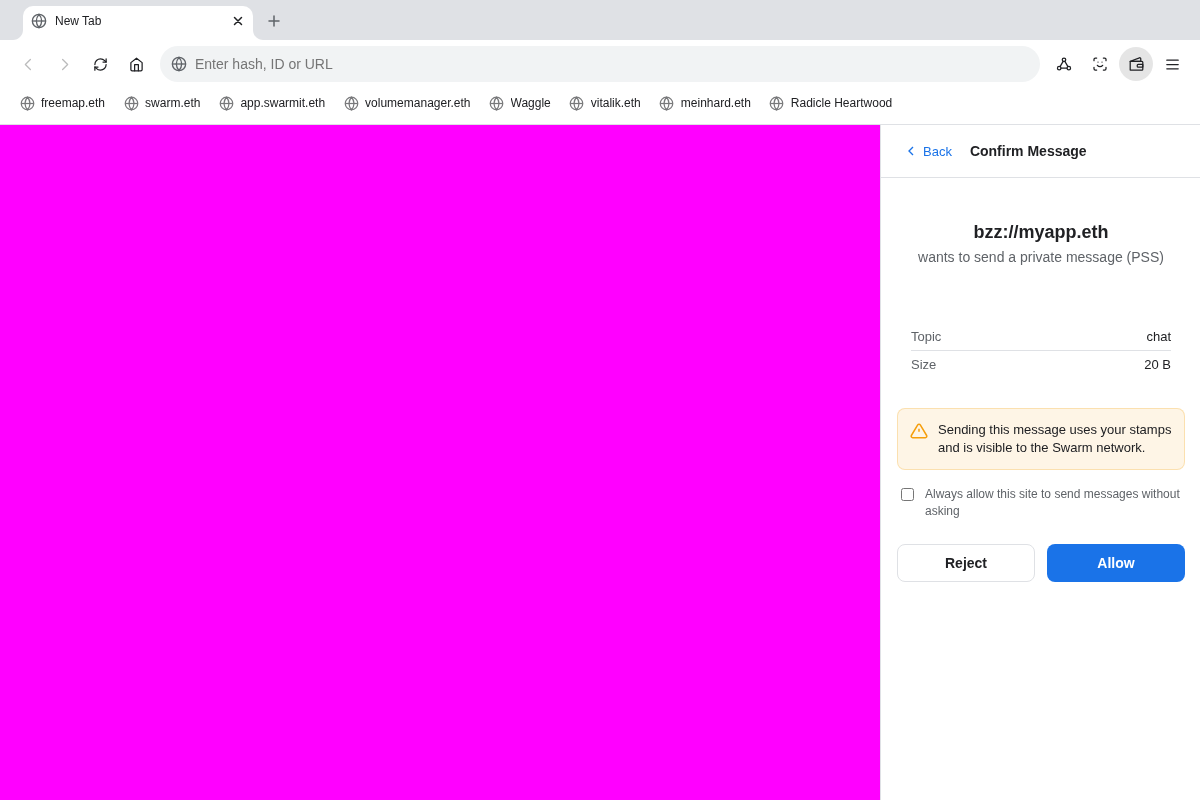 New Tab
Enter hash, ID or URL
freemap.eth
swarm.eth
app.swarmit.eth
volumemanager.eth
Waggle
vitalik.eth
meinhard.eth
Radicle Heartwood
Back
Confirm Message
bzz://myapp.eth
wants to send a private message (PSS)
Topic chat
Size 20 B
Sending this message uses your stamps
and is visible to the Swarm network.
Always allow this site to send messages without
asking
Reject
Allow